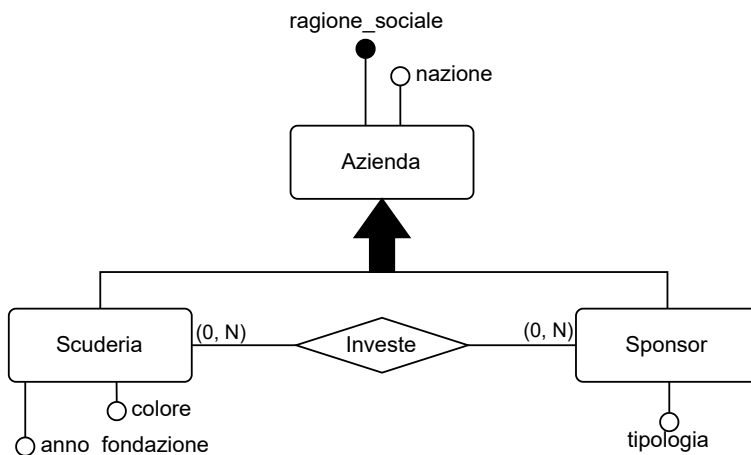 ragione_sociale
nazione
Azienda
Scuderia
(0, N)
Investe
(0, N)
Sponsor
colore
anno_fondazione
tipologia